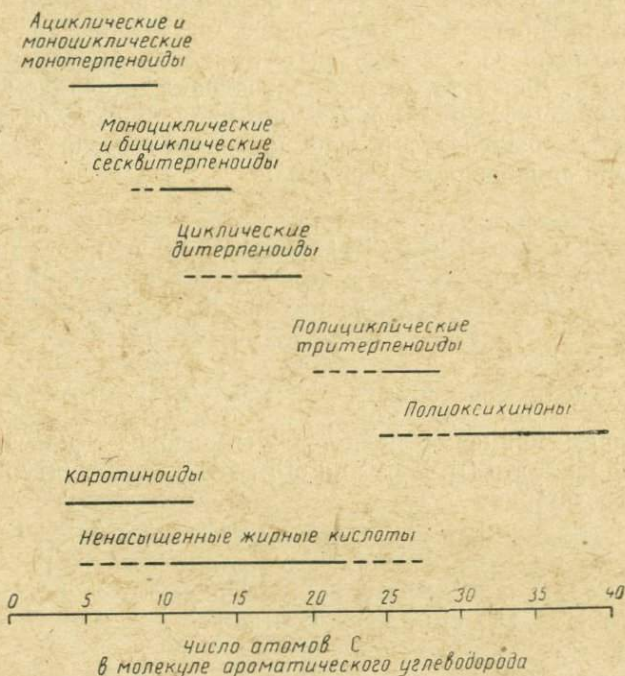 Ациклические и
моноциклические
монотерпеноиды
Моноциклические
и бициклические
сесквитерпеноиды
Циклические
дитерпеноиды
Полициклические
тритерпеноиды
Полиоксихиноны
Каротиноиды
Ненасыщенные жирные кислоты
0 5 10 15 20 25 30 35 40
Число атомов С
в молекуле ароматического углеводорода